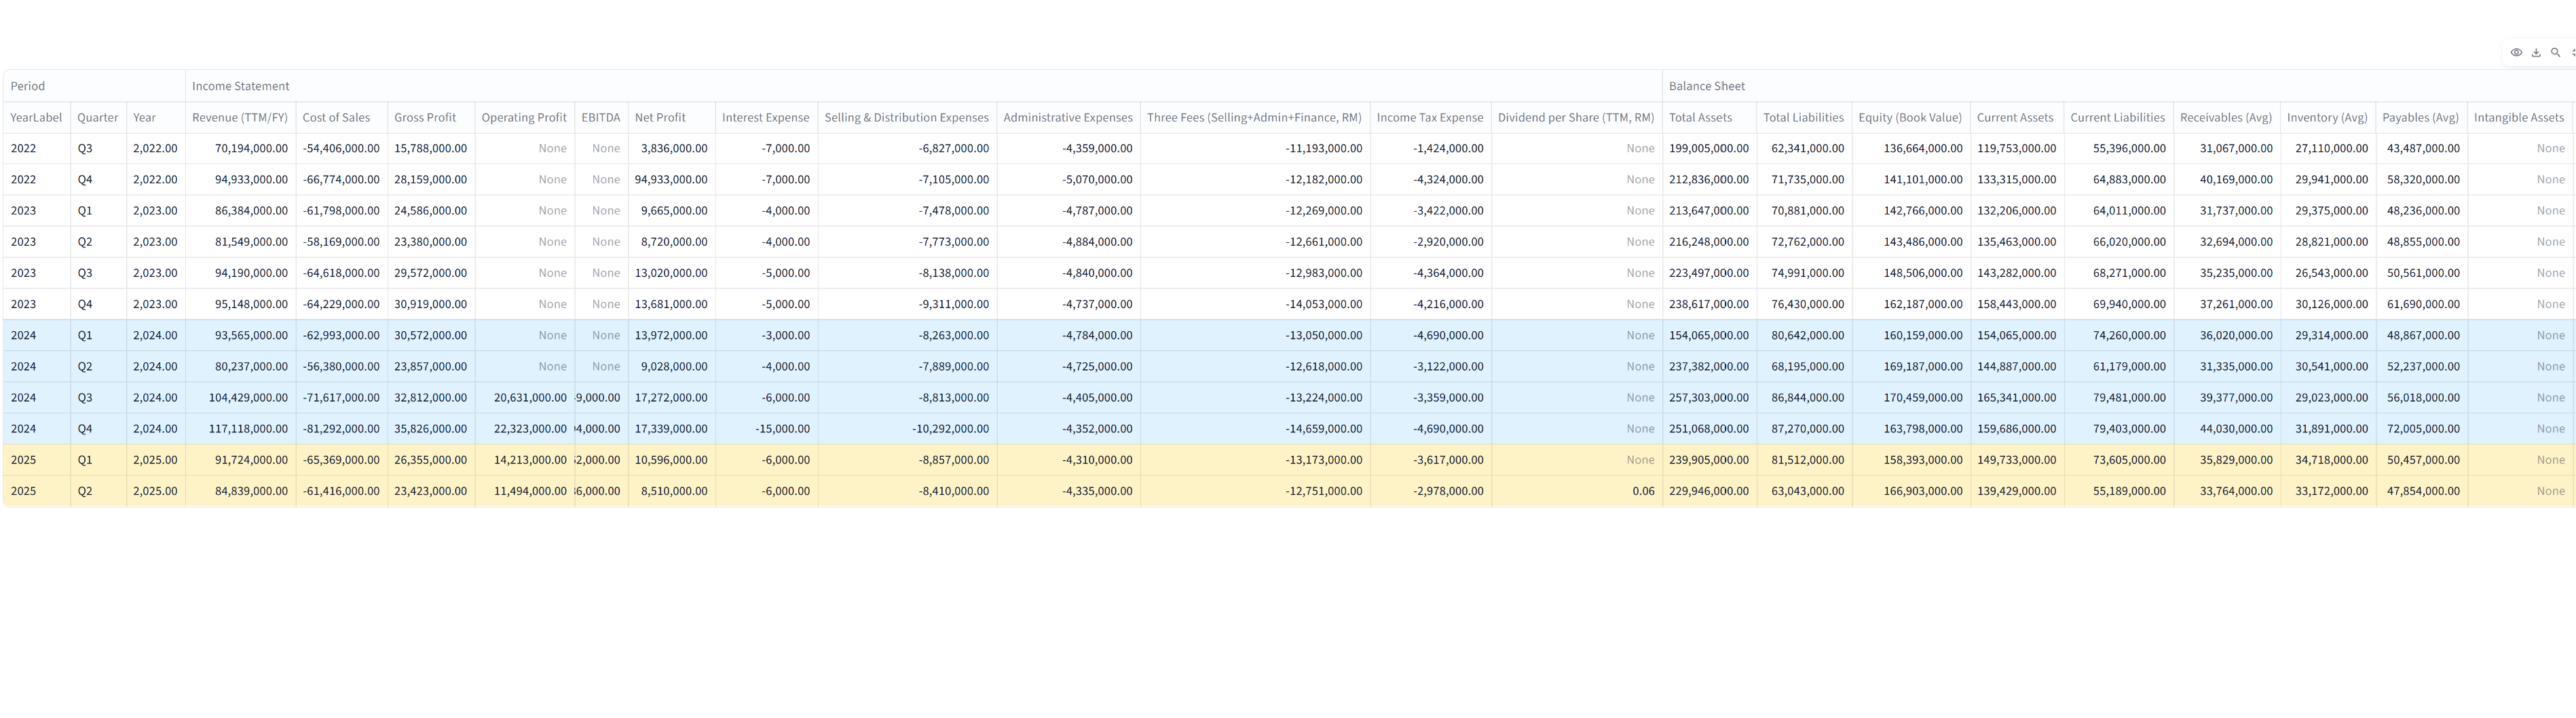 Period Income Statement Balance Sheet
YearLabel Quarter Year Revenue (TTM/FY) Cost of Sales Gross Profit Operating Profit EBITDA Net Profit Interest Expense Selling & Distribution Expenses Administrative Expenses Three Fees (Selling+Admin+Finance, RM) Income Tax Expense Dividend per Share (TTM, RM) Total Assets Total Liabilities Equity (Book Value) Current Assets Current Liabilities Receivables (Avg) Inventory (Avg) Payables (Avg) Intangible Assets
2022 Q3 2,022.00 70,194,000.00 -54,406,000.00 15,788,000.00 None None 3,836,000.00 -7,000.00 -6,827,000.00 -4,359,000.00 -11,193,000.00 -1,424,000.00 None 199,005,000.00 62,341,000.00 136,664,000.00 119,753,000.00 55,396,000.00 31,067,000.00 27,110,000.00 43,487,000.00 None
2022 Q4 2,022.00 94,933,000.00 -66,774,000.00 28,159,000.00 None None 94,933,000.00 -7,000.00 -7,105,000.00 -5,070,000.00 -12,182,000.00 -4,324,000.00 None 212,836,000.00 71,735,000.00 141,101,000.00 133,315,000.00 64,883,000.00 40,169,000.00 29,941,000.00 58,320,000.00 None
2023 Q1 2,023.00 86,384,000.00 -61,798,000.00 24,586,000.00 None None 9,665,000.00 -4,000.00 -7,478,000.00 -4,787,000.00 -12,269,000.00 -3,422,000.00 None 213,647,000.00 70,881,000.00 142,766,000.00 132,206,000.00 64,011,000.00 31,737,000.00 29,375,000.00 48,236,000.00 None
2023 Q2 2,023.00 81,549,000.00 -58,169,000.00 23,380,000.00 None None 8,720,000.00 -4,000.00 -7,773,000.00 -4,884,000.00 -12,661,000.00 -2,920,000.00 None 216,248,000.00 72,762,000.00 143,486,000.00 135,463,000.00 66,020,000.00 32,694,000.00 28,821,000.00 48,855,000.00 None
2023 Q3 2,023.00 94,190,000.00 -64,618,000.00 29,572,000.00 None None 13,020,000.00 -5,000.00 -8,138,000.00 -4,840,000.00 -12,983,000.00 -4,364,000.00 None 223,497,000.00 74,991,000.00 148,506,000.00 143,282,000.00 68,271,000.00 35,235,000.00 26,543,000.00 50,561,000.00 None
2023 Q4 2,023.00 95,148,000.00 -64,229,000.00 30,919,000.00 None None 13,681,000.00 -5,000.00 -9,311,000.00 -4,737,000.00 -14,053,000.00 -4,216,000.00 None 238,617,000.00 76,430,000.00 162,187,000.00 158,443,000.00 69,940,000.00 37,261,000.00 30,126,000.00 61,690,000.00 None
2024 Q1 2,024.00 93,565,000.00 -62,993,000.00 30,572,000.00 None None 13,972,000.00 -3,000.00 -8,263,000.00 -4,784,000.00 -13,050,000.00 -4,690,000.00 None 154,065,000.00 80,642,000.00 160,159,000.00 154,065,000.00 74,260,000.00 36,020,000.00 29,314,000.00 48,867,000.00 None
2024 Q2 2,024.00 80,237,000.00 -56,380,000.00 23,857,000.00 None None 9,028,000.00 -4,000.00 -7,889,000.00 -4,725,000.00 -12,618,000.00 -3,122,000.00 None 237,382,000.00 68,195,000.00 169,187,000.00 144,887,000.00 61,179,000.00 31,335,000.00 30,541,000.00 52,237,000.00 None
2024 Q3 2,024.00 104,429,000.00 -71,617,000.00 32,812,000.00 20,631,000.00 9,000.00 17,272,000.00 -6,000.00 -8,813,000.00 -4,405,000.00 -13,224,000.00 -3,359,000.00 None 257,303,000.00 86,844,000.00 170,459,000.00 165,341,000.00 79,481,000.00 39,377,000.00 29,023,000.00 56,018,000.00 None
2024 Q4 2,024.00 117,118,000.00 -81,292,000.00 35,826,000.00 22,323,000.00 4,000.00 17,339,000.00 -15,000.00 -10,292,000.00 -4,352,000.00 -14,659,000.00 -4,690,000.00 None 251,068,000.00 87,270,000.00 163,798,000.00 159,686,000.00 79,403,000.00 44,030,000.00 31,891,000.00 72,005,000.00 None
2025 Q1 2,025.00 91,724,000.00 -65,369,000.00 26,355,000.00 14,213,000.00 2,000.00 10,596,000.00 -6,000.00 -8,857,000.00 -4,310,000.00 -13,173,000.00 -3,617,000.00 None 239,905,000.00 81,512,000.00 158,393,000.00 149,733,000.00 73,605,000.00 35,829,000.00 34,718,000.00 50,457,000.00 None
2025 Q2 2,025.00 84,839,000.00 -61,416,000.00 23,423,000.00 11,494,000.00 6,000.00 8,510,000.00 -6,000.00 -8,410,000.00 -4,335,000.00 -12,751,000.00 -2,978,000.00 0.06 229,946,000.00 63,043,000.00 166,903,000.00 139,429,000.00 55,189,000.00 33,764,000.00 33,172,000.00 47,854,000.00 None